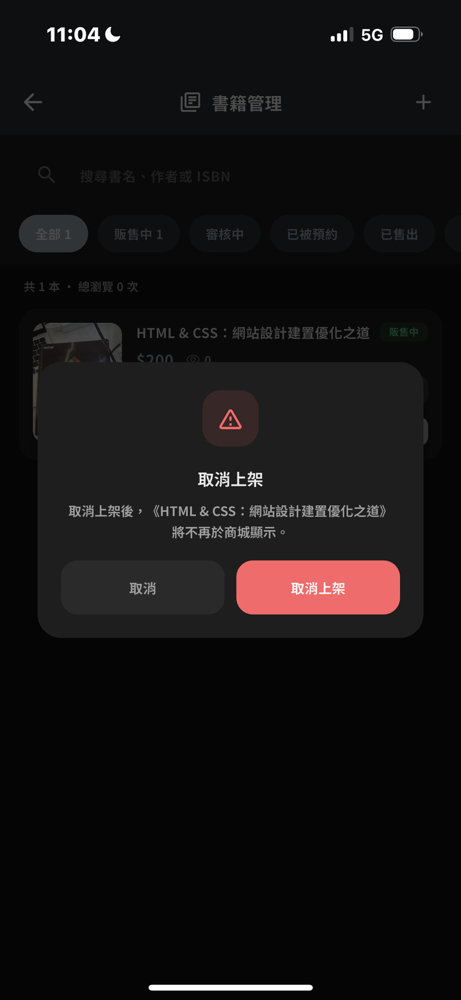 11:04
5G
書籍管理
搜尋書名、作者或 ISBN
全部 1
販售中 1
審核中
已被預約
已售出
共 1 本 · 總瀏覽 0 次
HTML & CSS：網站設計建置優化之道
販售中
$200
0
取消上架
取消上架後，《HTML & CSS：網站設計建置優化之道》
將不再於商城顯示。
取消
取消上架